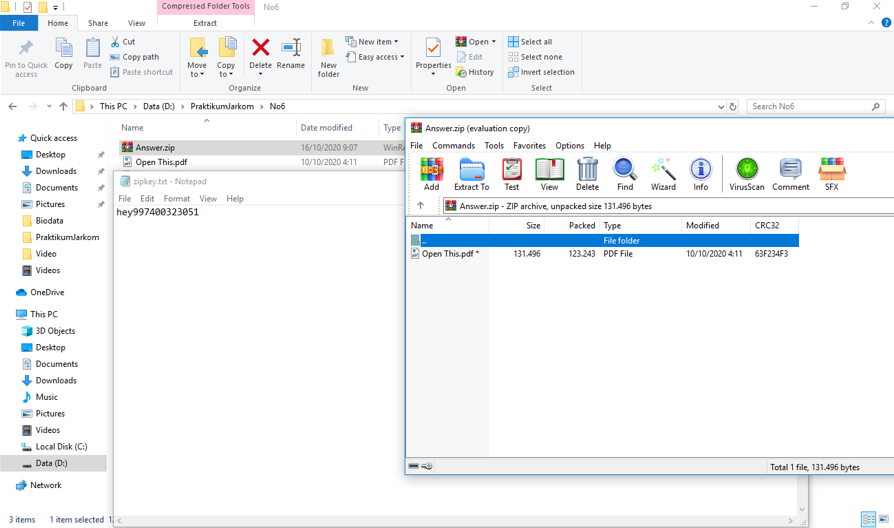 Compressed Folder Tools No6
File Home Share View Extract
Pin to Quick access
Copy
Paste
Cut
Copy path
Paste shortcut
Clipboard
Move to
Copy to
Delete
Rename
Organize
New folder
New item
Easy access
New
Properties
Open
Edit
History
Open
Select all
Select none
Invert selection
Select
This PC > Data (D:) > PraktikumJarkom > No6
Search No6
Quick access
Desktop
Downloads
Documents
Pictures
Biodata
PraktikumJarkom
Video
Videos
OneDrive
This PC
3D Objects
Desktop
Documents
Downloads
Music
Pictures
Videos
Local Disk (C:)
Data (D:)
Network
3 items 1 item selected
Name Date modified Type
Answer.zip 16/10/2020 9:07 WinRA
Open This.pdf 10/10/2020 4:11 PDF F
zipkey.txt - Notepad
File Edit Format View Help
hey997400323051
Answer.zip (evaluation copy)
File Commands Tools Favorites Options Help
Add Extract To Test View Delete Find Wizard Info VirusScan Comment SFX
Answer.zip - ZIP archive, unpacked size 131.496 bytes
Name Size Packed Type Modified CRC32
.. File folder
Open This.pdf * 131.496 123.243 PDF File 10/10/2020 4:11 63F234F3
Total 1 file, 131.496 bytes